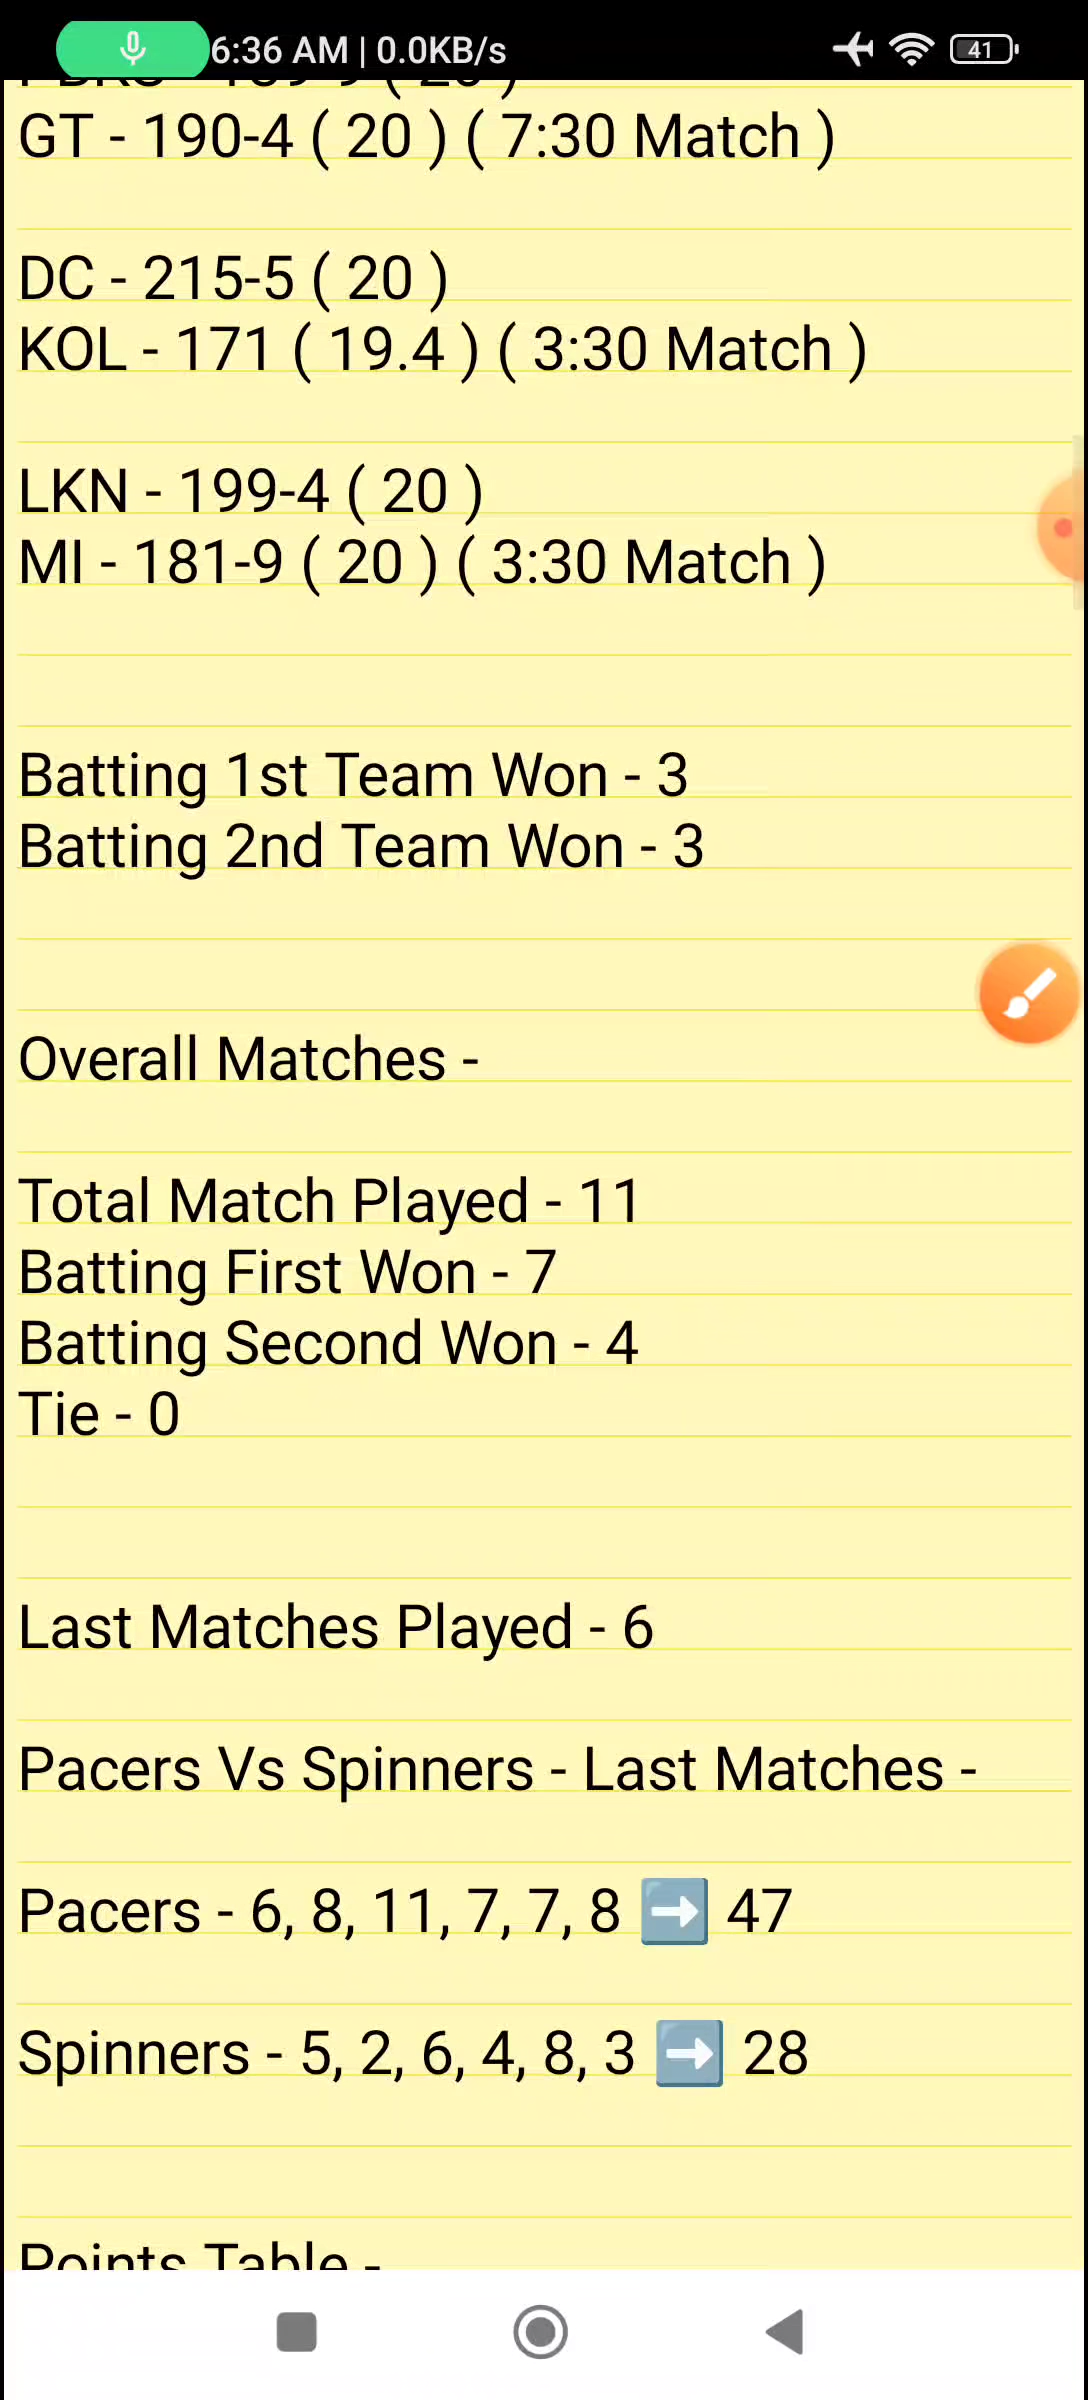 6:36 AM | 0.0KB/s
41
GT - 190-4 ( 20 ) ( 7:30 Match )
DC - 215-5 ( 20 )
KOL - 171 ( 19.4 ) ( 3:30 Match )
LKN - 199-4 ( 20 )
MI - 181-9 ( 20 ) ( 3:30 Match )
Batting 1st Team Won - 3
Batting 2nd Team Won - 3
Overall Matches -
Total Match Played - 11
Batting First Won - 7
Batting Second Won - 4
Tie - 0
Last Matches Played - 6
Pacers Vs Spinners - Last Matches -
Pacers - 6, 8, 11, 7, 7, 8 ➡️ 47
Spinners - 5, 2, 6, 4, 8, 3 ➡️ 28
Points Table -